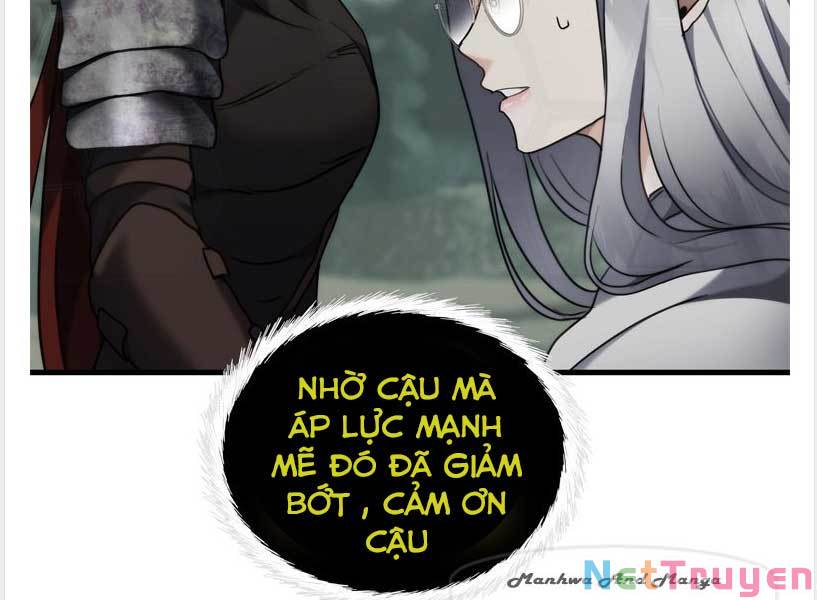 NHỜ CẬU MÀ
ÁP LỰC MẠNH
MẼ ĐÓ ĐÃ GIẢM
BỚT , CẢM ƠN
CẬU
NetTruyen
Manhwa And Manga